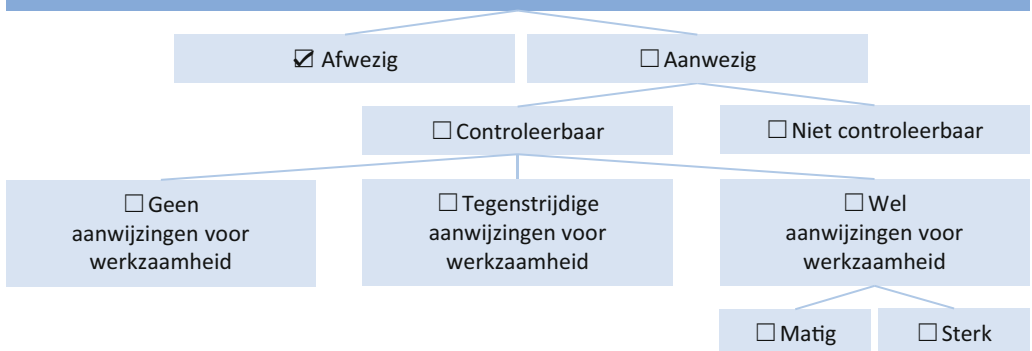 ☑ Afwezig
☐ Aanwezig
☐ Controleerbaar
☐ Niet controleerbaar
☐ Geen
aanwijzingen voor
werkzaamheid
☐ Tegenstrijdige
aanwijzingen voor
werkzaamheid
☐ Wel
aanwijzingen voor
werkzaamheid
☐ Matig
☐ Sterk